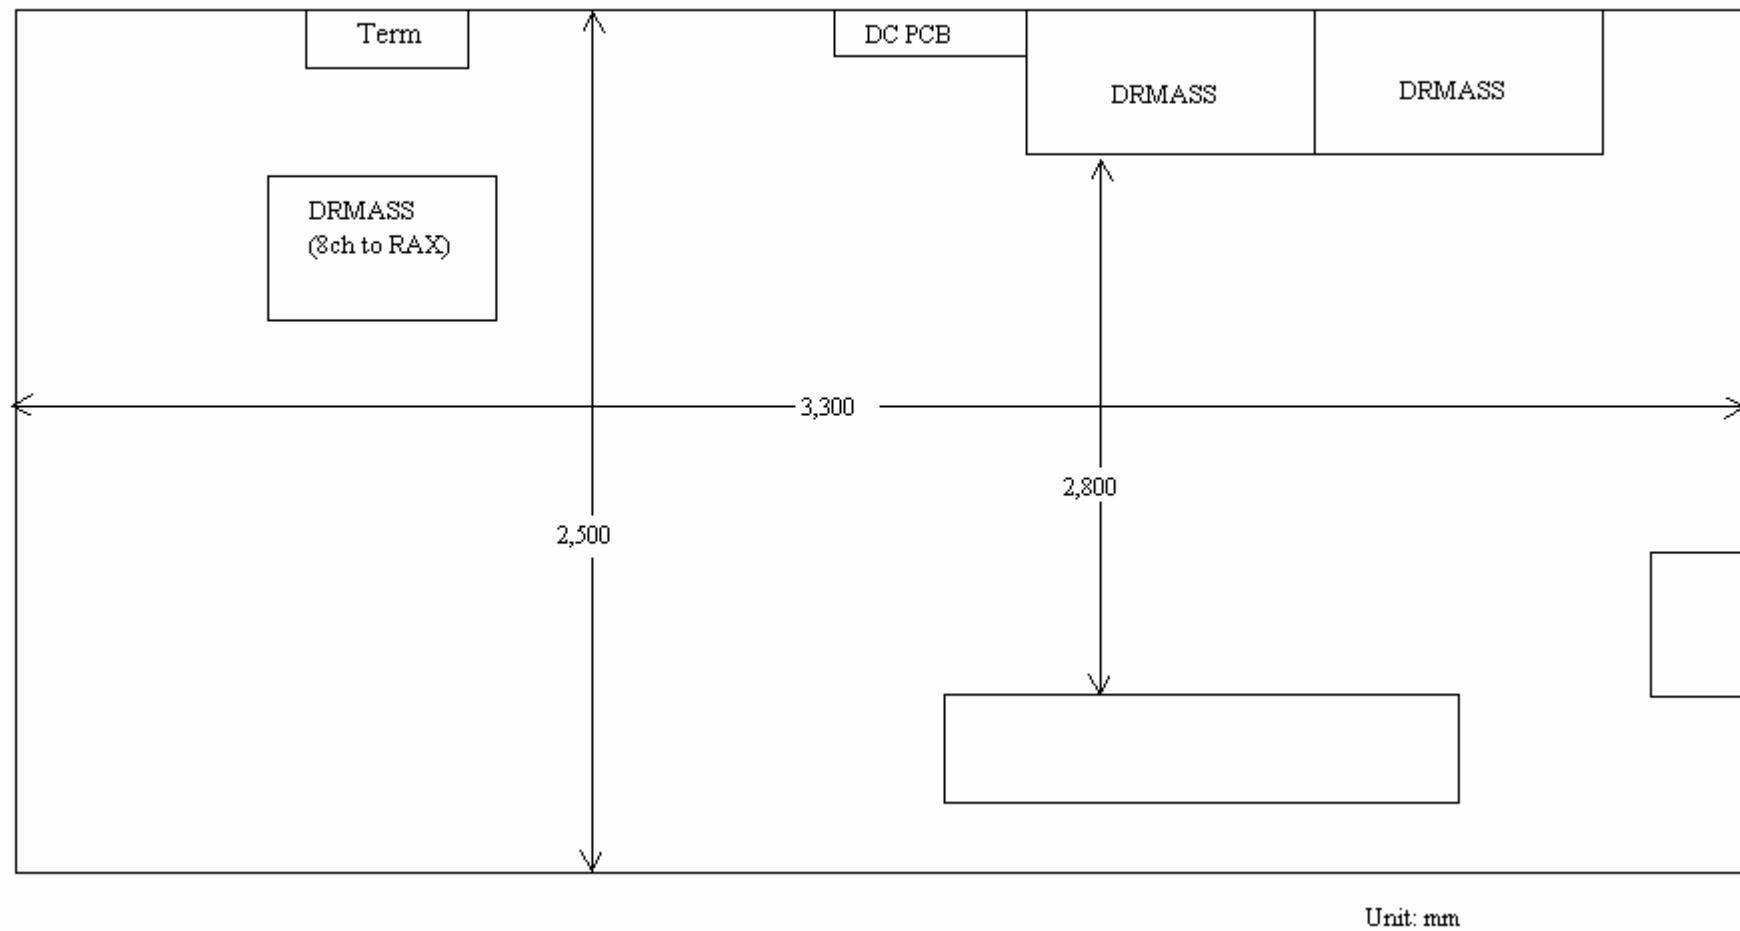 Term
DC PCB
DRMASS
DRMASS
DRMASS
(8ch to RAX)
3,300
2,800
2,500
Unit: mm